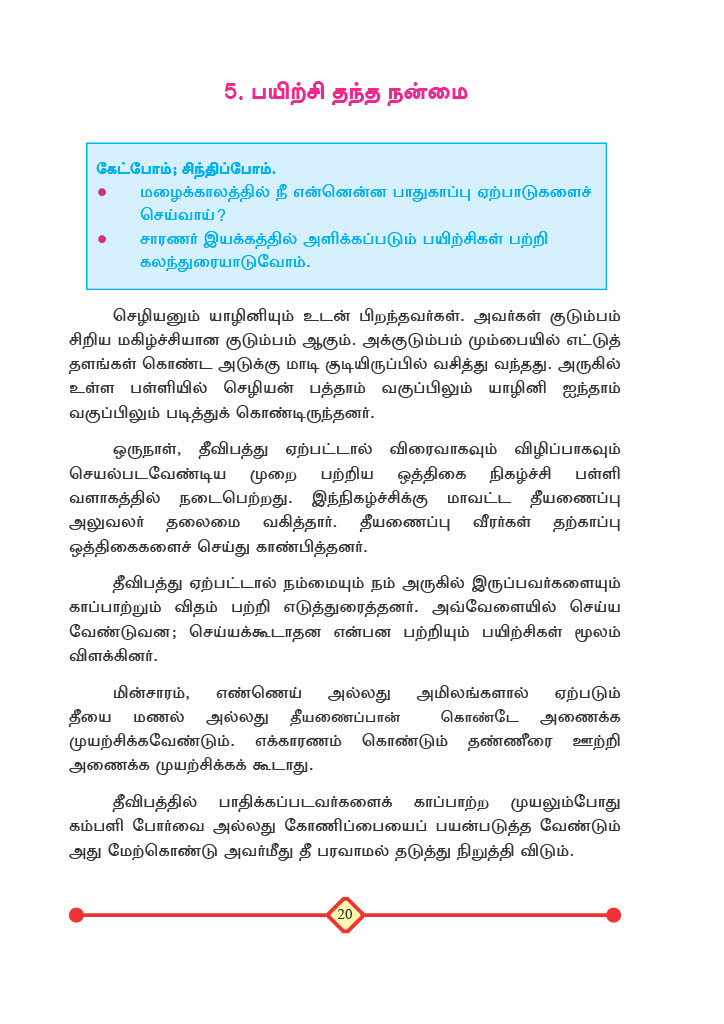 5. பயிற்சி தந்த நன்மை
கேட்போம்; சிந்திப்போம்.
● மழைக்காலத்தில் நீ என்னென்ன பாதுகாப்பு ஏற்பாடுகளைச்
செய்வாய்?
● சாரணர் இயக்கத்தில் அளிக்கப்படும் பயிற்சிகள் பற்றி
கலந்துரையாடுவோம்.
செழியனும் யாழினியும் உடன் பிறந்தவர்கள். அவர்கள் குடும்பம்
சிறிய மகிழ்ச்சியான குடும்பம் ஆகும். அக்குடும்பம் மும்பையில் எட்டுத்
தளங்கள் கொண்ட அடுக்கு மாடி குடியிருப்பில் வசித்து வந்தது. அருகில்
உள்ள பள்ளியில் செழியன் பத்தாம் வகுப்பிலும் யாழினி ஐந்தாம்
வகுப்பிலும் படித்துக் கொண்டிருந்தனர்.
ஒருநாள், தீவிபத்து ஏற்பட்டால் விரைவாகவும் விழிப்பாகவும்
செயல்படவேண்டிய முறை பற்றிய ஒத்திகை நிகழ்ச்சி பள்ளி
வளாகத்தில் நடைபெற்றது. இந்நிகழ்ச்சிக்கு மாவட்ட தீயணைப்பு
அலுவலர் தலைமை வகித்தார். தீயணைப்பு வீரர்கள் தற்காப்பு
ஒத்திகைகளைச் செய்து காண்பித்தனர்.
தீவிபத்து ஏற்பட்டால் நம்மையும் நம் அருகில் இருப்பவர்களையும்
காப்பாற்றும் விதம் பற்றி எடுத்துரைத்தனர். அவ்வேளையில் செய்ய
வேண்டுவன; செய்யக்கூடாதன என்பன பற்றியும் பயிற்சிகள் மூலம்
விளக்கினர்.
மின்சாரம், எண்ணெய் அல்லது அமிலங்களால் ஏற்படும்
தீயை மணல் அல்லது தீயணைப்பான் கொண்டே அணைக்க
முயற்சிக்கவேண்டும். எக்காரணம் கொண்டும் தண்ணீரை ஊற்றி
அணைக்க முயற்சிக்கக் கூடாது.
தீவிபத்தில் பாதிக்கப்படவர்களைக் காப்பாற்ற முயலும்போது
கம்பளி போர்வை அல்லது கோணிப்பையைப் பயன்படுத்த வேண்டும்
அது மேற்கொண்டு அவர்மீது தீ பரவாமல் தடுத்து நிறுத்தி விடும்.
20